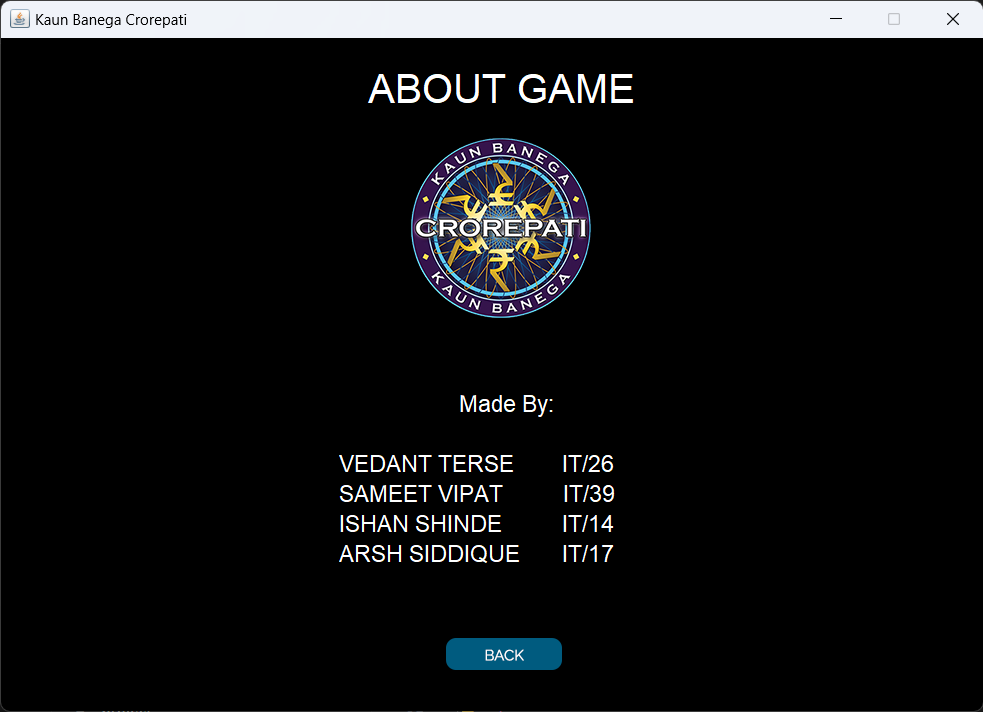 Kaun Banega Crorepati
ABOUT GAME
KAUN BANEGA
CROREPATI
KAUN BANEGA
Made By:
VEDANT TERSE IT/26
SAMEET VIPAT IT/39
ISHAN SHINDE IT/14
ARSH SIDDIQUE IT/17
BACK